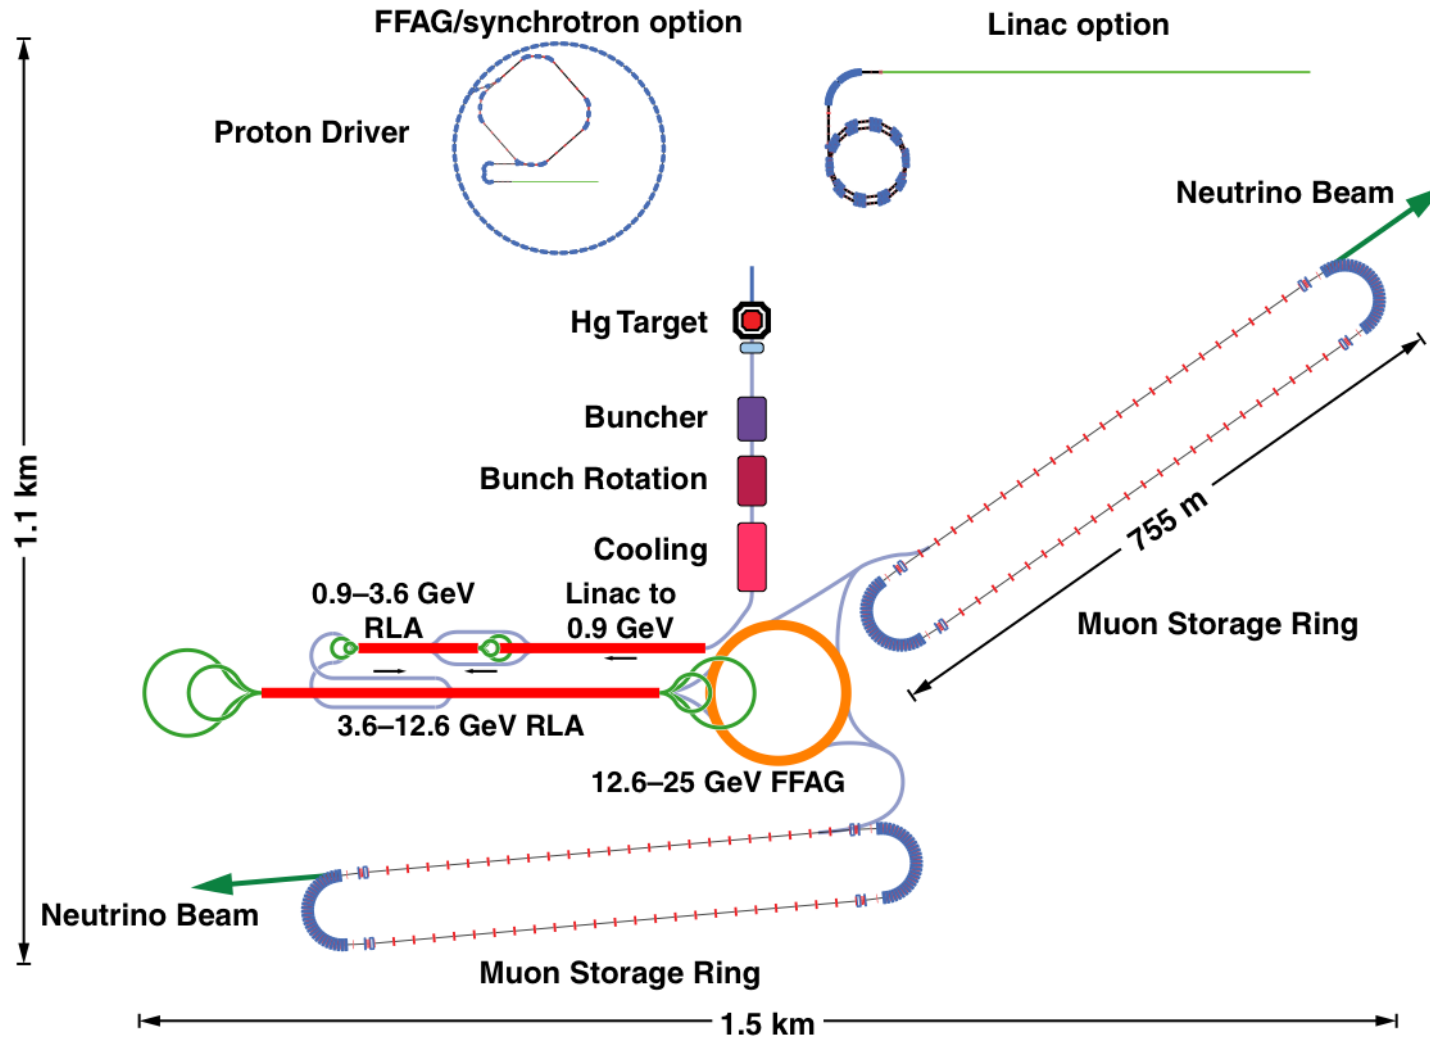 FFAG/synchrotron option
Linac option
Proton Driver
Neutrino Beam
Hg Target
Buncher
Bunch Rotation
Cooling
1.1 km
755 m
0.9–3.6 GeV
RLA
Linac to
0.9 GeV
Muon Storage Ring
3.6–12.6 GeV RLA
12.6–25 GeV FFAG
Neutrino Beam
Muon Storage Ring
1.5 km